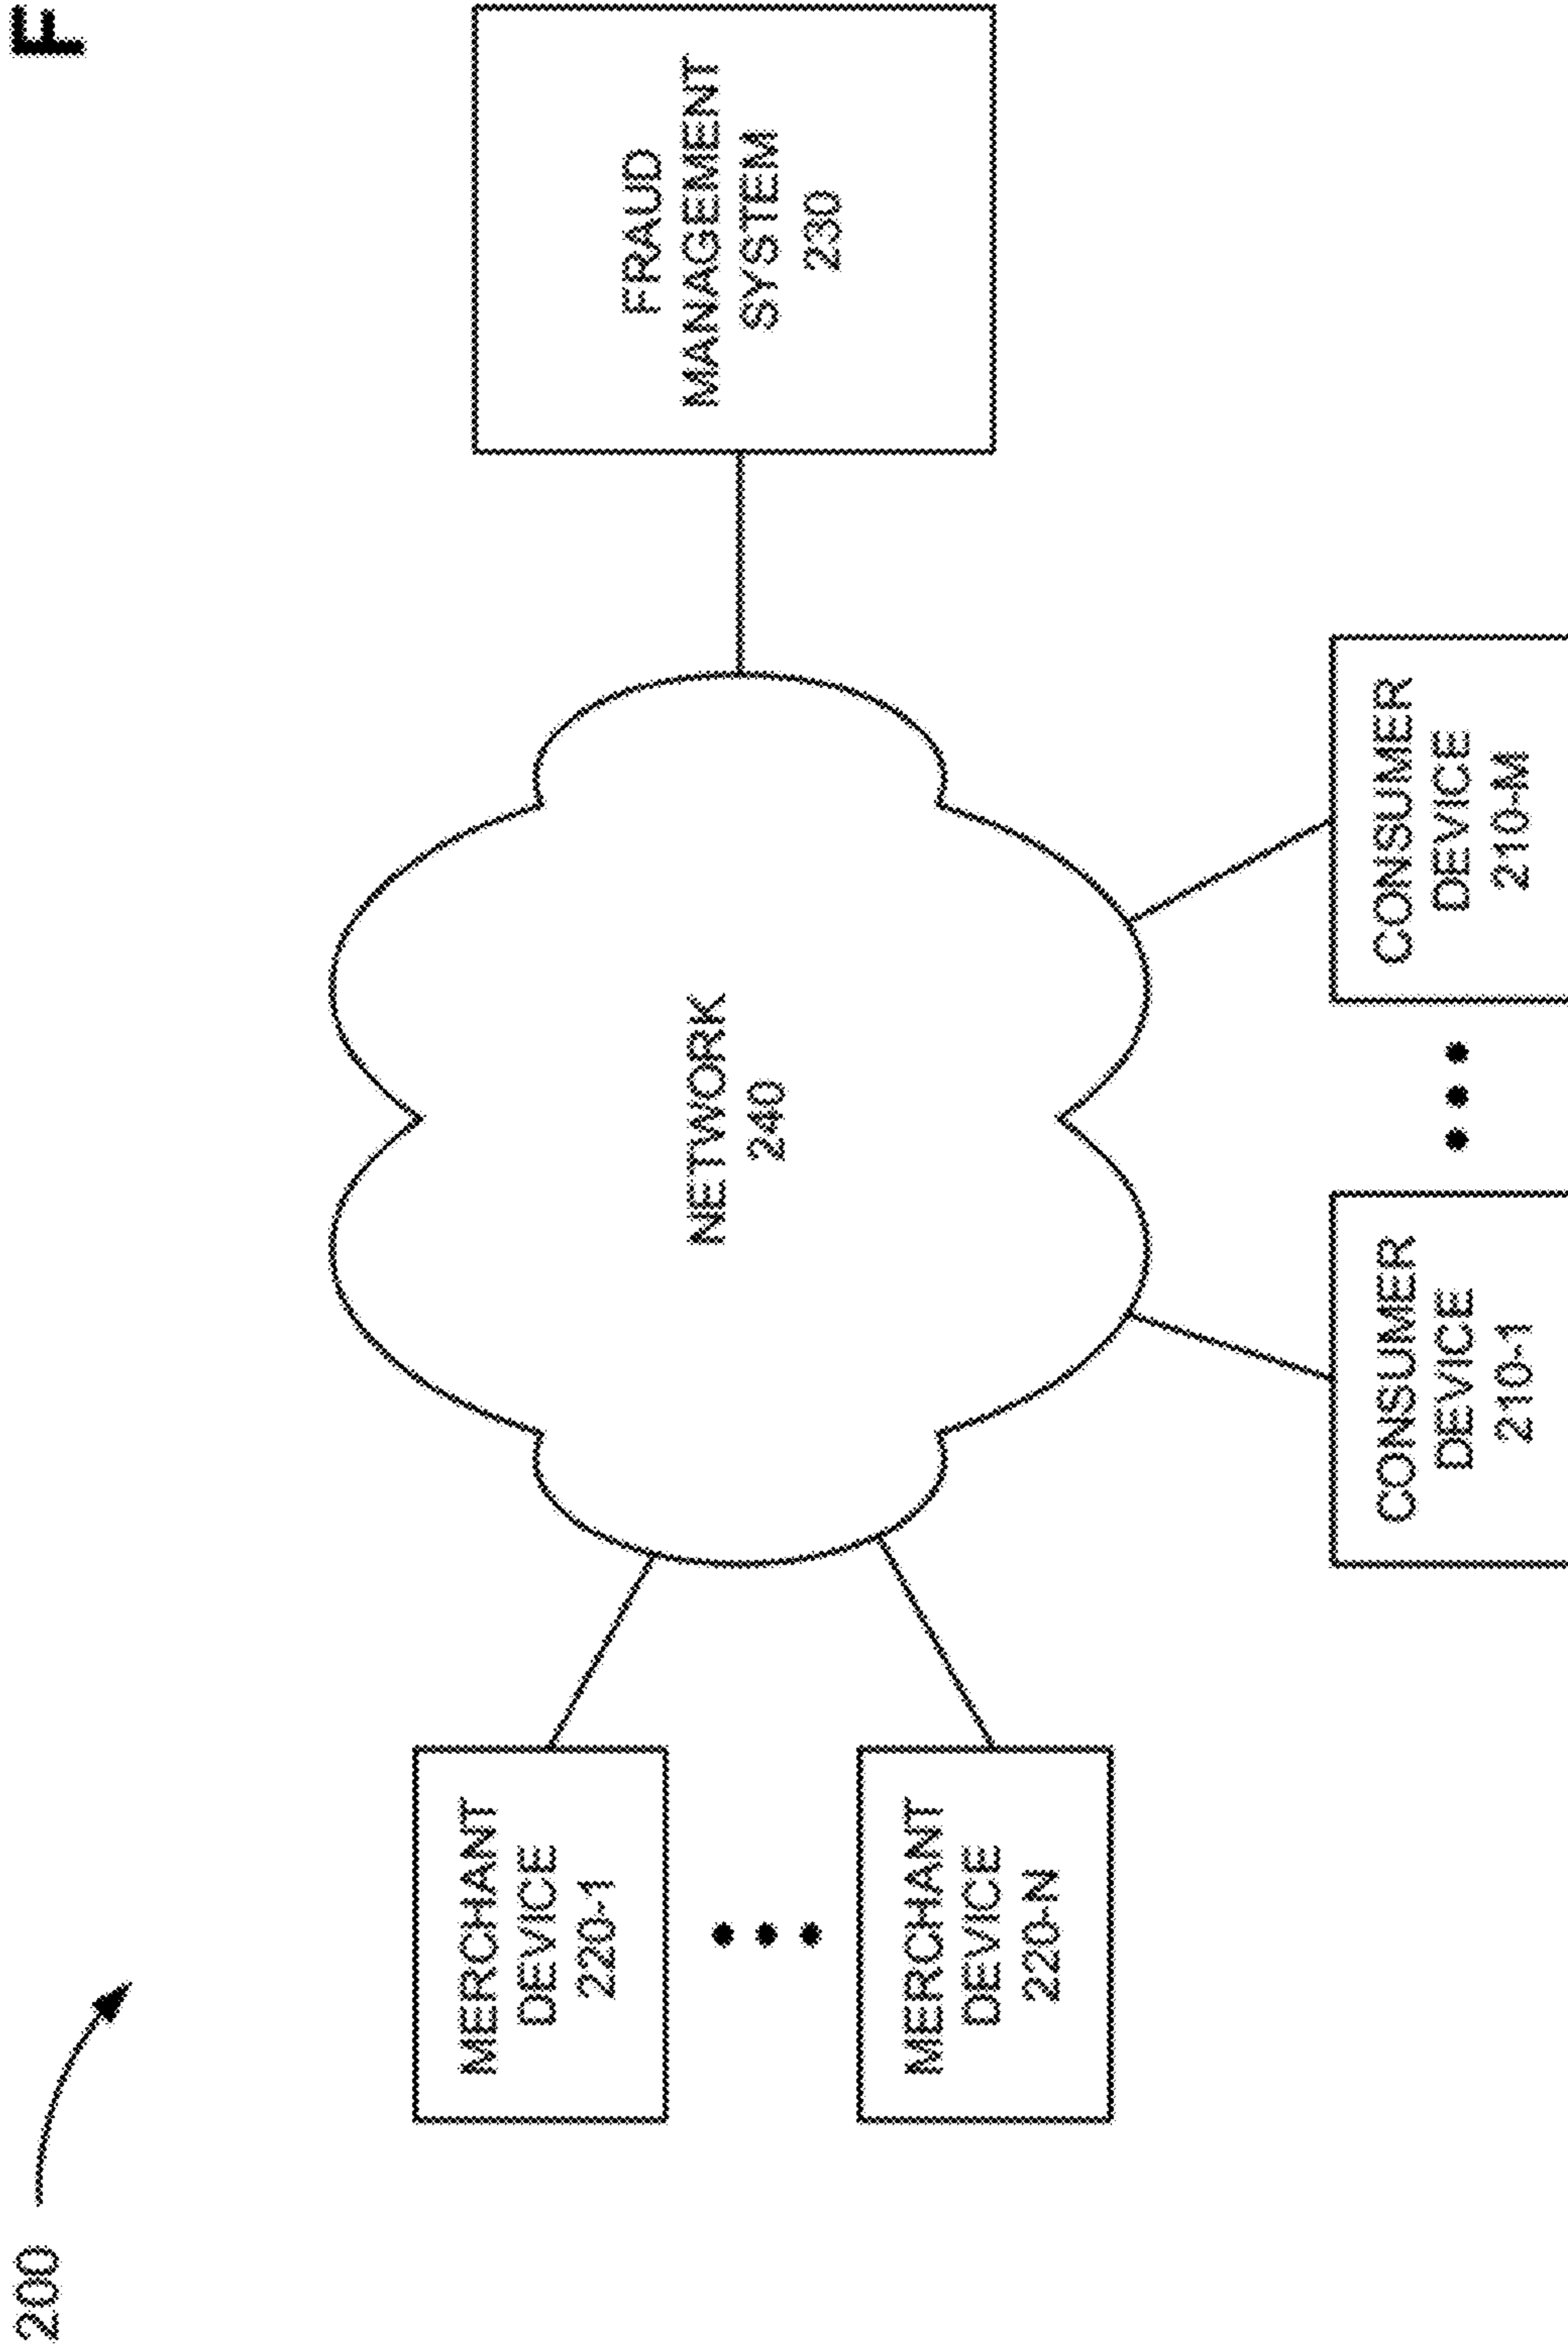 200
F
MERCHANT
DEVICE
220-1
MERCHANT
DEVICE
220-N
NETWORK
240
FRAUD
MANAGEMENT
SYSTEM
230
CONSUMER
DEVICE
210-1
CONSUMER
DEVICE
210-M